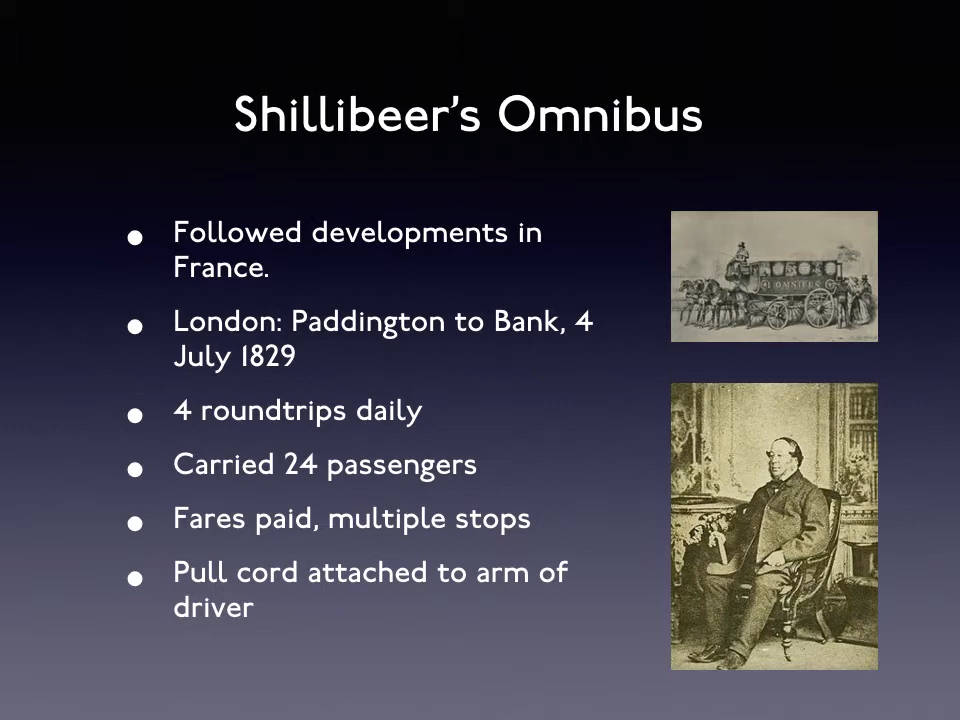 Shillibeer’s Omnibus
• Followed developments in
France.
• London: Paddington to Bank, 4
July 1829
• 4 roundtrips daily
• Carried 24 passengers
• Fares paid, multiple stops
• Pull cord attached to arm of
driver
OMNIBUS